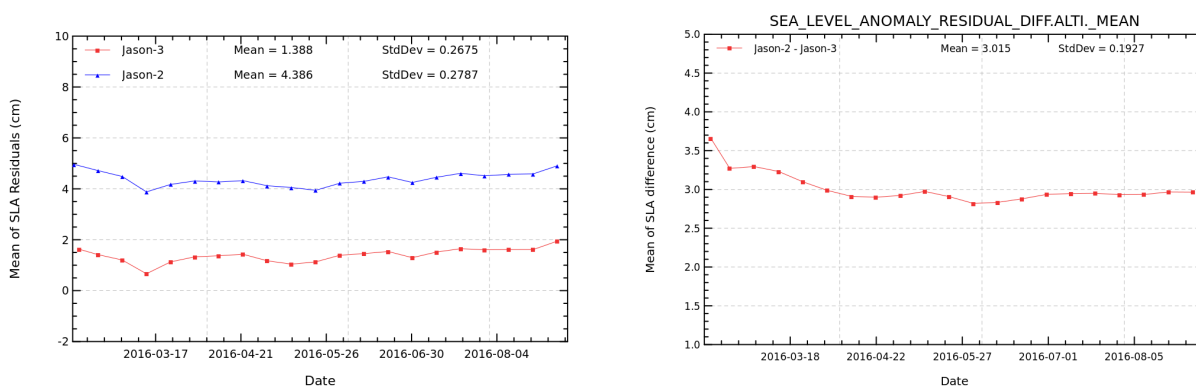 10
8
6
4
2
0
-2
Mean of SLA Residuals (cm)
Jason-3 Mean = 1.388 StdDev = 0.2675
Jason-2 Mean = 4.386 StdDev = 0.2787
2016-03-17 2016-04-21 2016-05-26 2016-06-30 2016-08-04
Date
SEA_LEVEL_ANOMALY_RESIDUAL_DIFF.ALTI._MEAN
5.0
4.5
4.0
3.5
3.0
2.5
2.0
1.5
1.0
Mean of SLA difference (cm)
Jason-2 - Jason-3 Mean = 3.015 StdDev = 0.1927
2016-03-18 2016-04-22 2016-05-27 2016-07-01 2016-08-05
Date